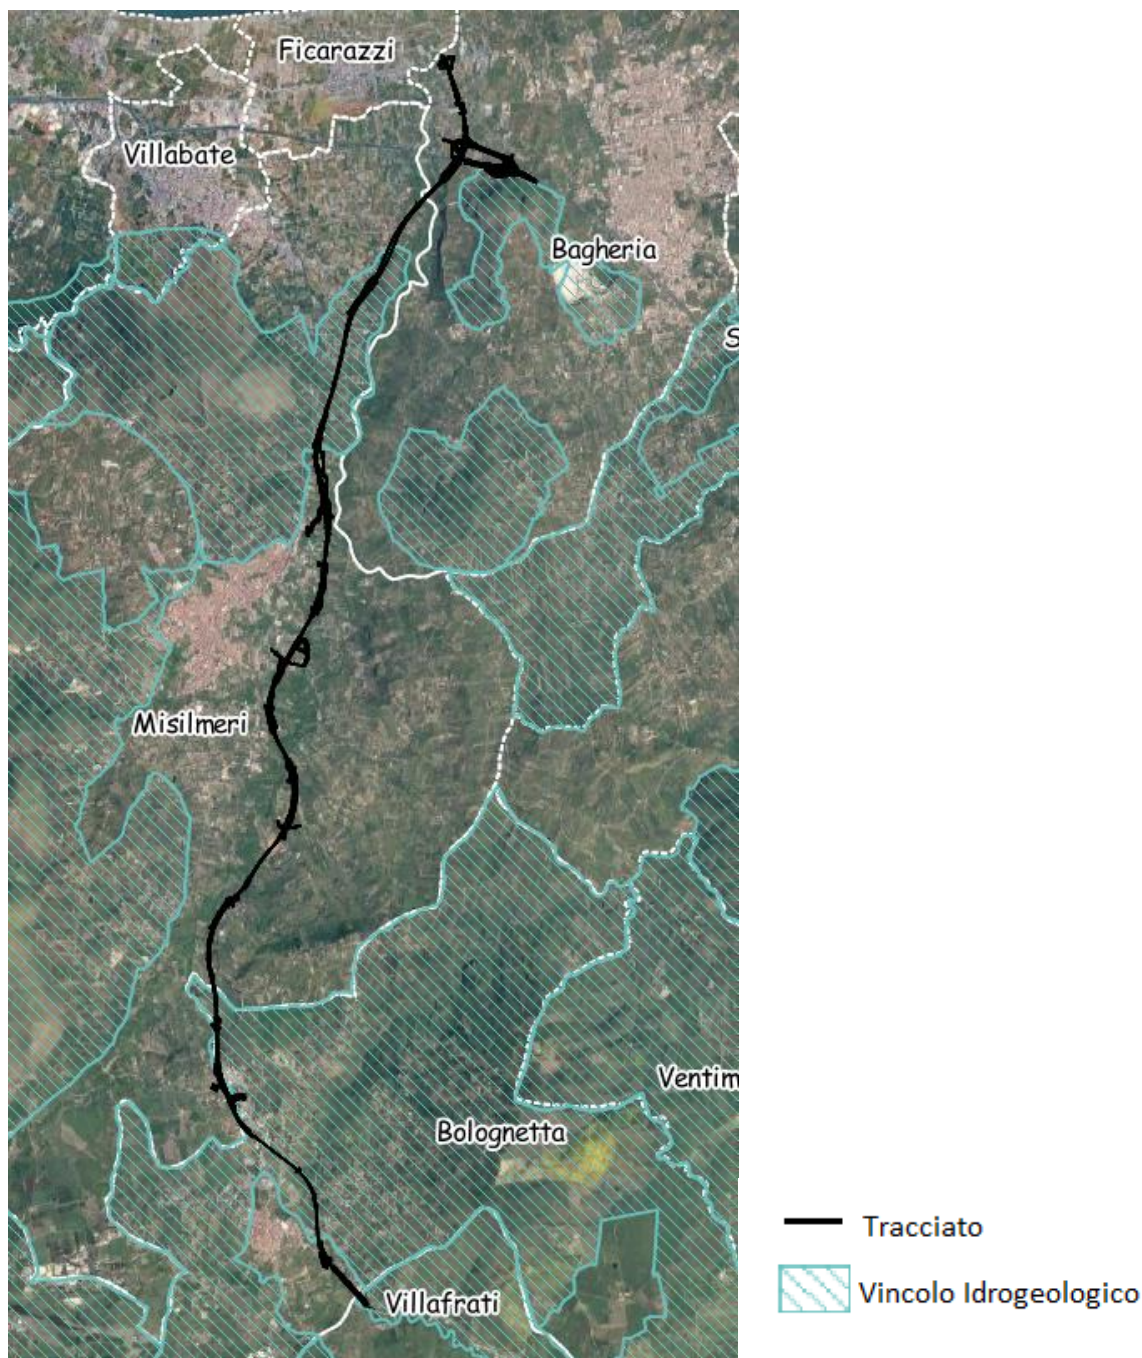 Ficarazzi
Villabate
Bagheria
S
Misilmeri
Ventim
Bolognetta
Tracciato
Vincolo Idrogeologico
Villafrati